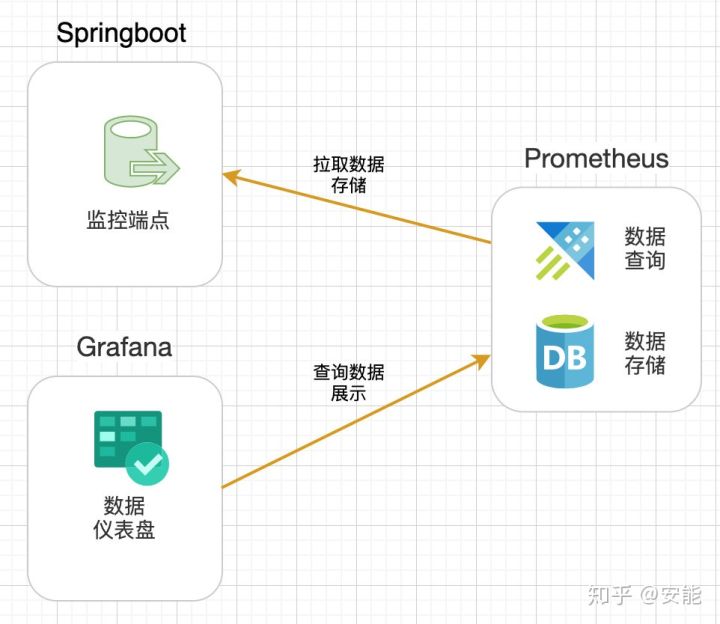 Springboot
监控端点
拉取数据
存储
Prometheus
数据
查询
DB
数据
存储
Grafana
数据
仪表盘
查询数据
展示
知乎 @安能